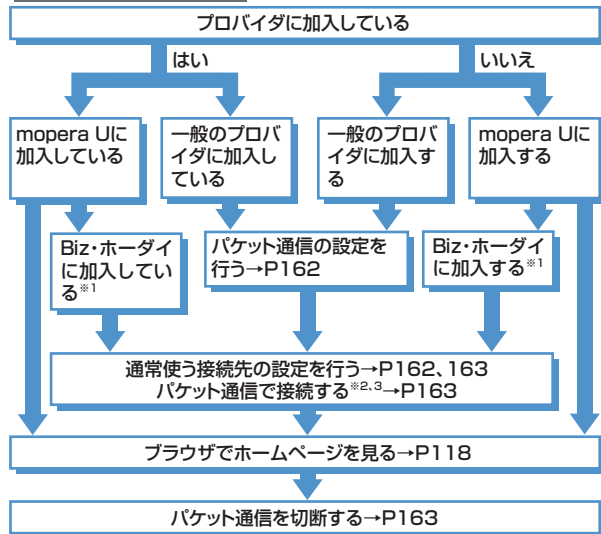 プロバイダに加入している
はい
いいえ
mopera Uに
加入している
一般のプロバ
イダに加入し
ている
一般のプロバ
イダに加入す
る
mopera Uに
加入する
Biz・ホーダイ
に加入してい
る※1
パケット通信の設定を
行う→P162
Biz・ホーダイ
に加入する※1
通常使う接続先の設定を行う→P162、163
パケット通信で接続する※2、3→P163
ブラウザでホームページを見る→P118
パケット通信を切断する→P163